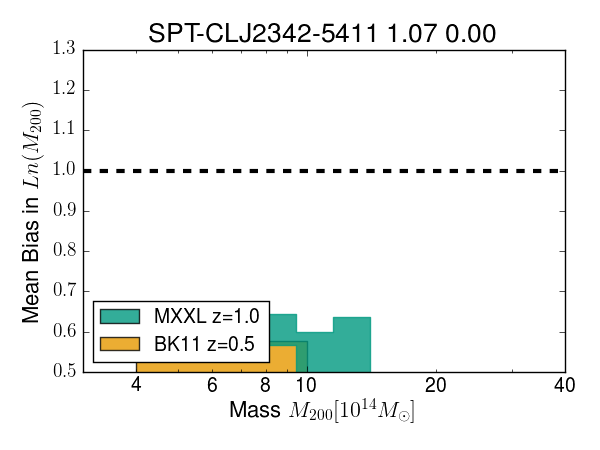 SPT-CLJ2342-5411 1.07 0.00
1.3
1.2
1.1
1.0
0.9
0.8
0.7
0.6
0.5
Mean Bias in Ln(M₂₀₀)
MXXL z=1.0
BK11 z=0.5
4 6 8 10 20 40
Mass M₂₀₀[10¹⁴M☉]